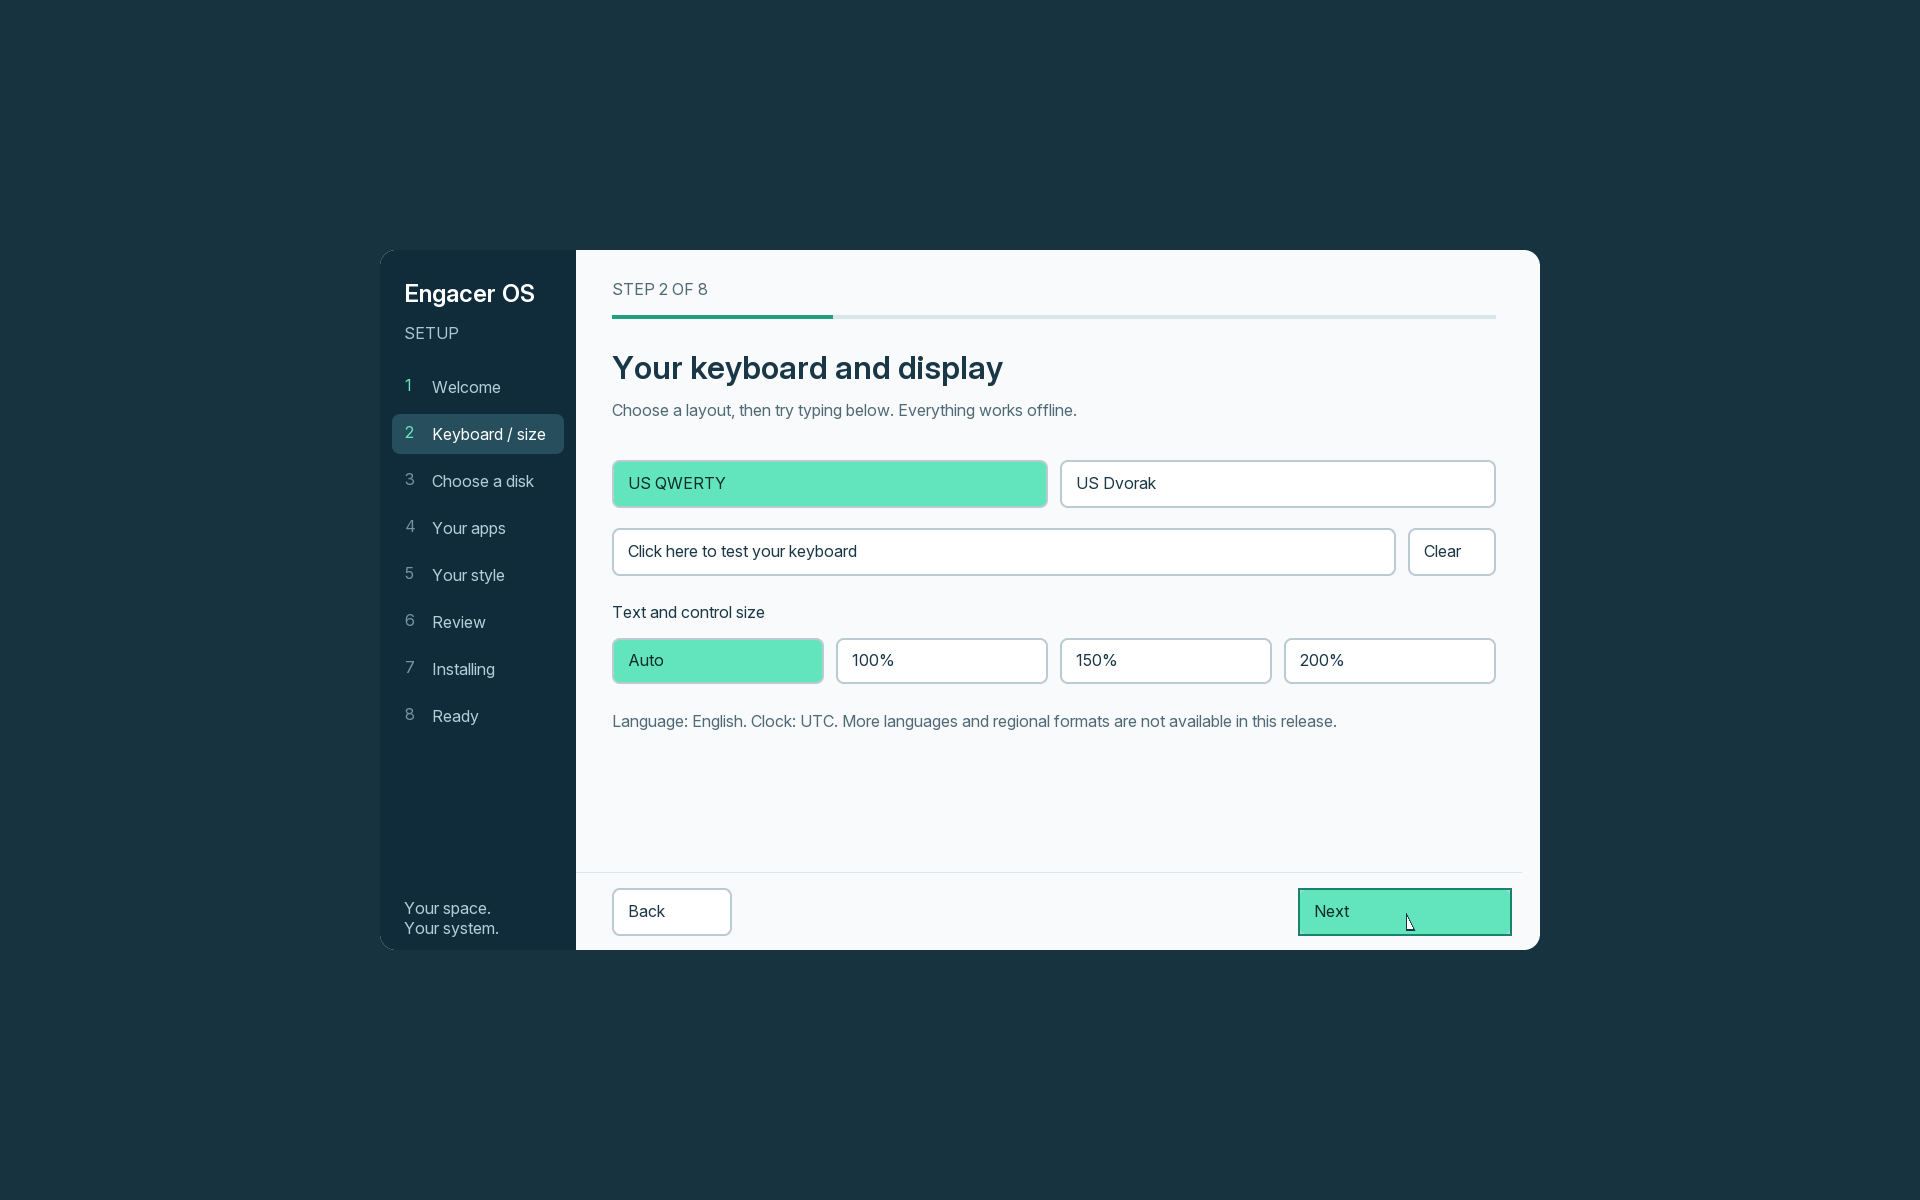 Engacer OS
SETUP
1 Welcome
2 Keyboard / size
3 Choose a disk
4 Your apps
5 Your style
6 Review
7 Installing
8 Ready
Your space.
Your system.
STEP 2 OF 8
Your keyboard and display
Choose a layout, then try typing below. Everything works offline.
US QWERTY US Dvorak
Click here to test your keyboard Clear
Text and control size
Auto 100% 150% 200%
Language: English. Clock: UTC. More languages and regional formats are not available in this release.
Back Next